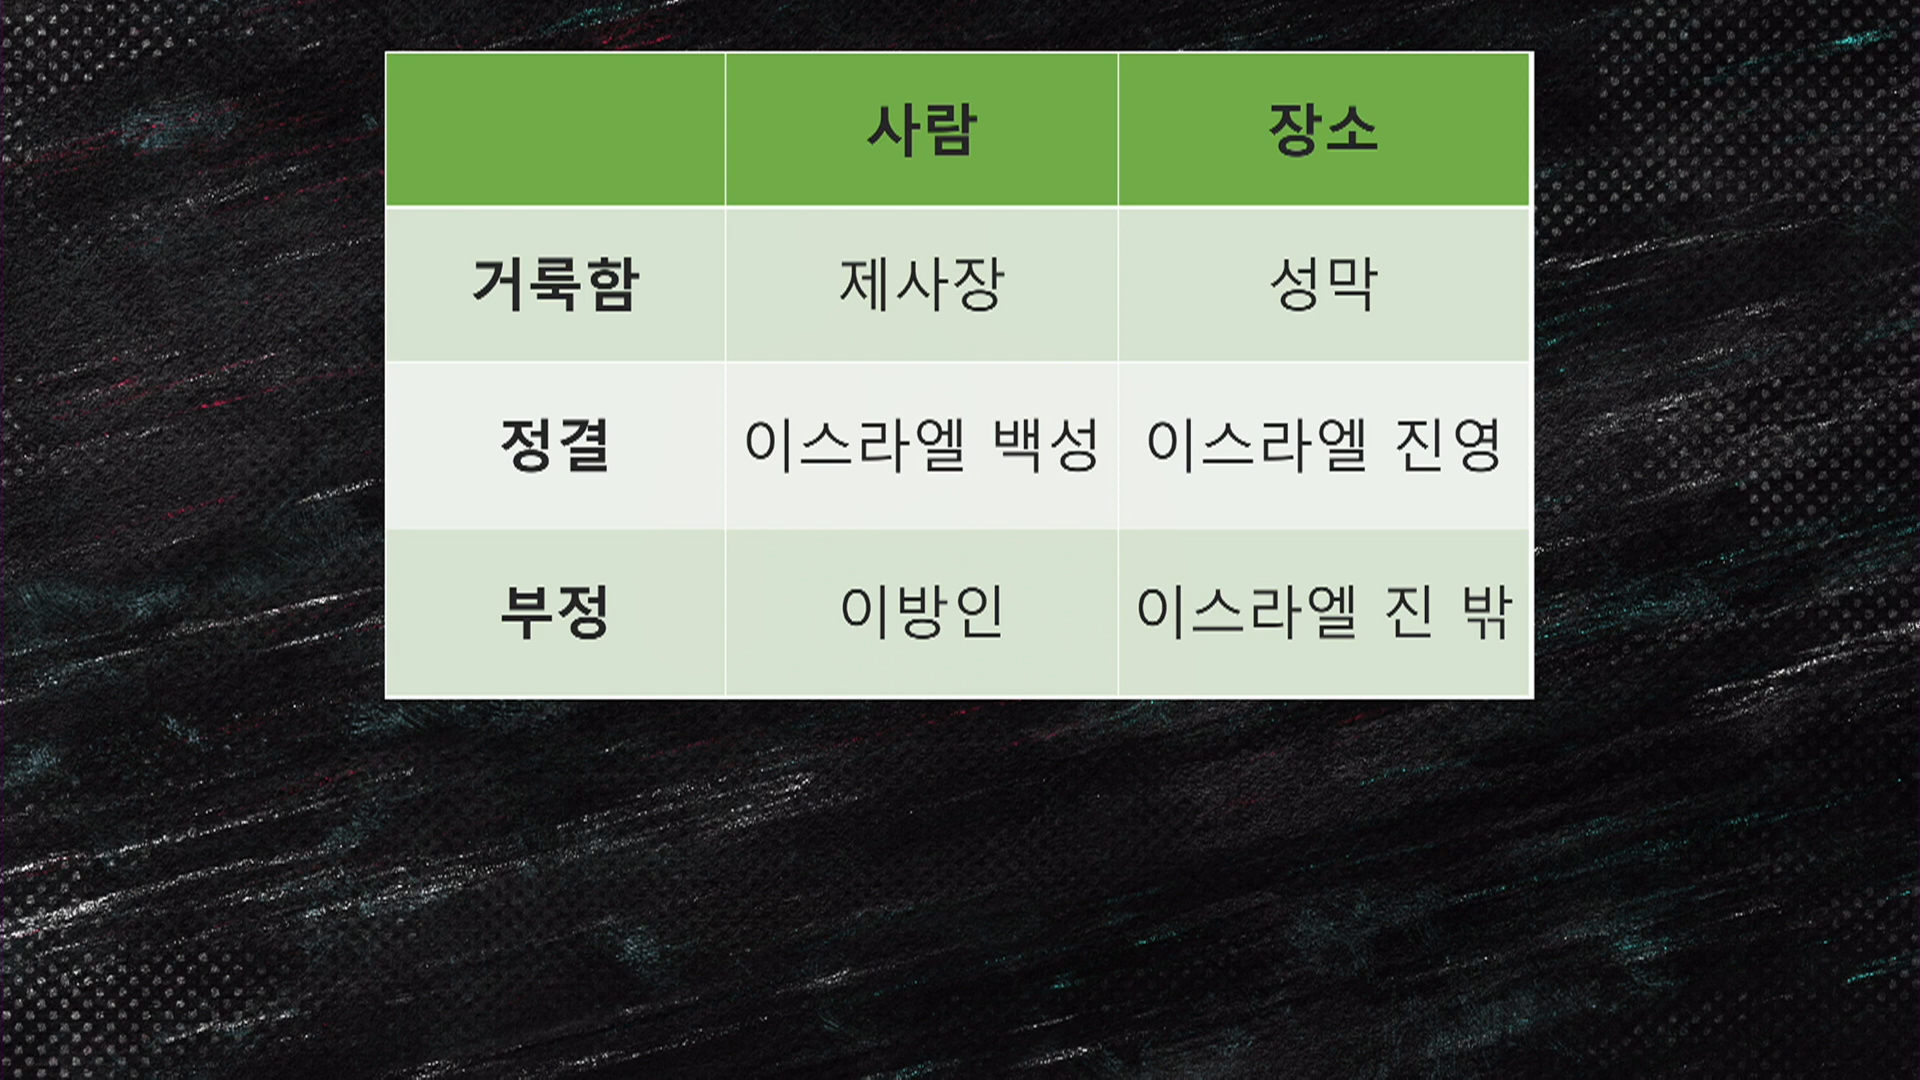 사람 장소
거룩함 제사장 성막
정결 이스라엘 백성 이스라엘 진영
부정 이방인 이스라엘 진 밖